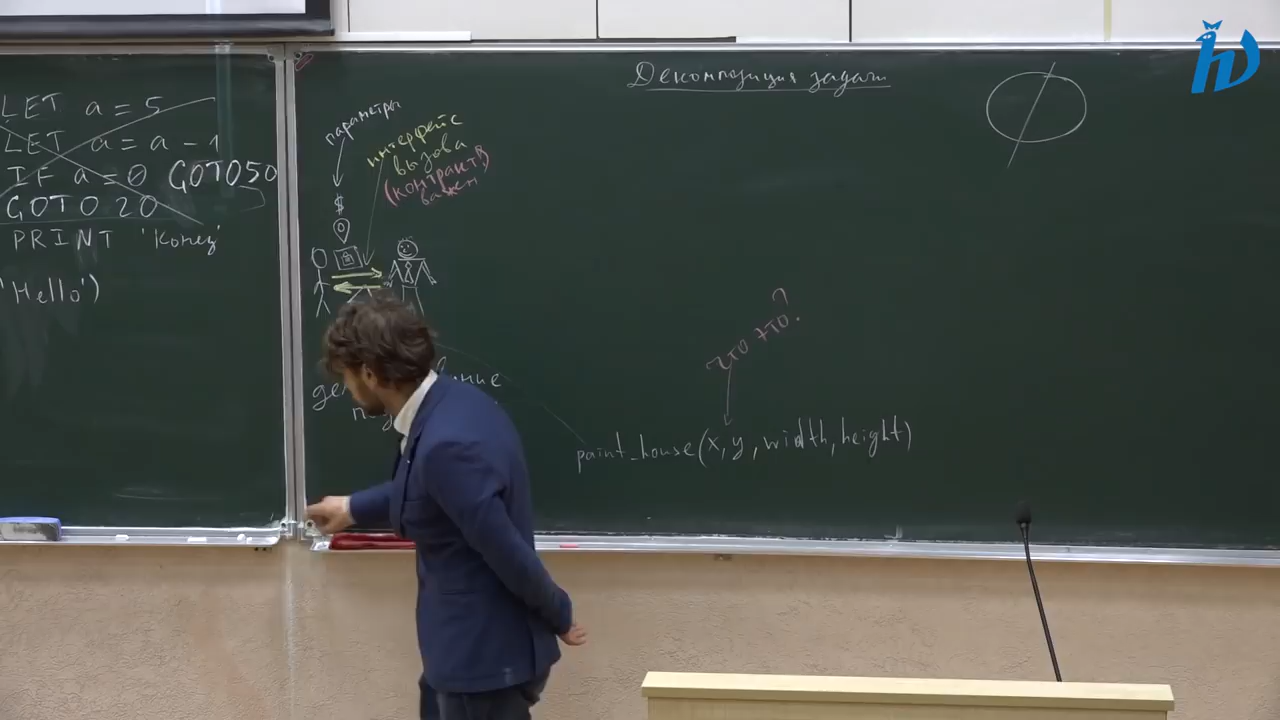 LET a = 5
LET a = a - 1
IF a = 0 GOTO 50
GOTO 20
PRINT 'Конец'
'Hello')
Декомпозиция задачи
параметры
интерфейс
вызова
(контракт)
важен
$
что это?
paint_house(x, y, width, height)